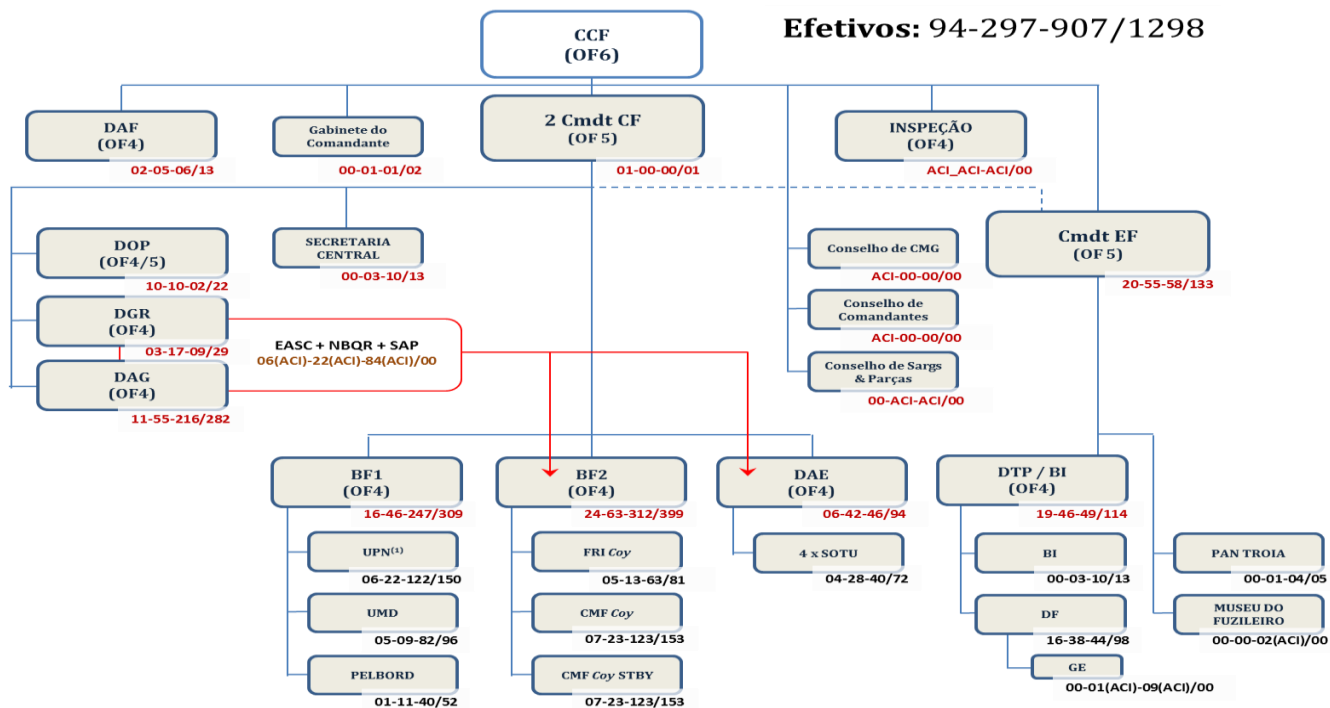 Efetivos: 94-297-907/1298
CCF
(OF6)
DAF
(OF4)
02-05-06/13
Gabinete do
Comandante
00-01-01/02
2 Cmdt CF
(OF5)
01-00-00/01
INSPEÇÃO
(OF4)
ACI_ACI-ACI/00
DOP
(OF4/5)
10-10-02/22
SECRETARIA
CENTRAL
00-03-10/13
Conselho de CMG
ACI-00-00/00
Cmdt EF
(OF5)
20-55-58/133
DGR
(OF4)
03-17-09/29
EASC + NBQR + SAP
06(ACI)-22(ACI)-84(ACI)/00
Conselho de
Comandantes
ACI-00-00/00
DAG
(OF4)
11-55-216/282
Conselho de Sargs
& Parças
00-ACI-ACI/00
BF1
(OF4)
16-46-247/309
BF2
(OF4)
24-63-312/399
DAE
(OF4)
06-42-46/94
DTP / BI
(OF4)
19-46-49/114
UPN(1)
06-22-122/150
FRI Coy
05-13-63/81
4 x SOTU
04-28-40/72
BI
00-03-10/13
PAN TROIA
00-01-04/05
UMD
05-09-82/96
CMF Coy
07-23-123/153
DF
16-38-44/98
MUSEU DO
FUZILEIRO
00-00-02(ACI)/00
PELBORD
01-11-40/52
CMF Coy STBY
07-23-123/153
GE
00-01(ACI)-09(ACI)/00